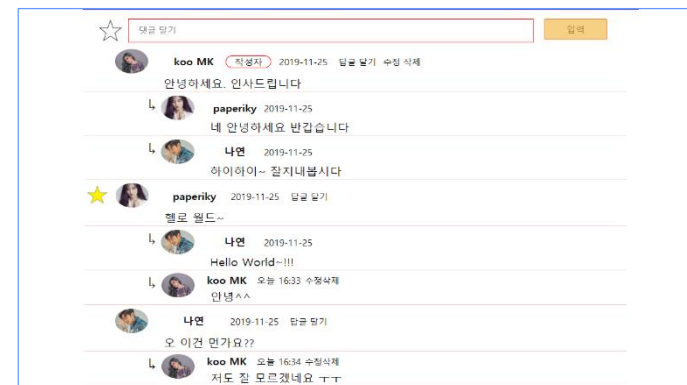 댓글 달기 입력
koo MK 작성자 2019-11-25 답글 달기 수정 삭제
안녕하세요. 인사드립니다
paperiky 2019-11-25
네 안녕하세요 반갑습니다
나연 2019-11-25
하이하이~ 잘지내봅시다
paperiky 2019-11-25 답글 달기
헬로 월드~
나연 2019-11-25
Hello World~!!!
koo MK 오늘 16:33 수정삭제
안녕^^
나연 2019-11-25 답글 달기
오 이건 먼가요??
koo MK 오늘 16:34 수정삭제
저도 잘 모르겠네요 ㅜㅜ